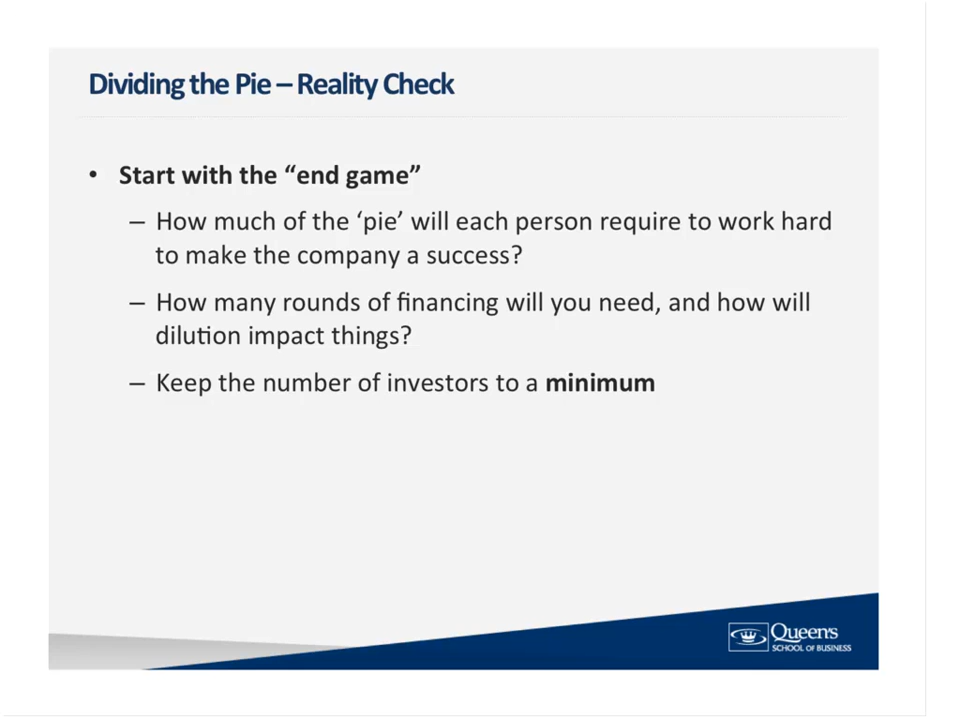 Dividing the Pie – Reality Check
• Start with the “end game”
– How much of the ‘pie’ will each person require to work hard
to make the company a success?
– How many rounds of financing will you need, and how will
dilution impact things?
– Keep the number of investors to a minimum
Queen's
SCHOOL OF BUSINESS